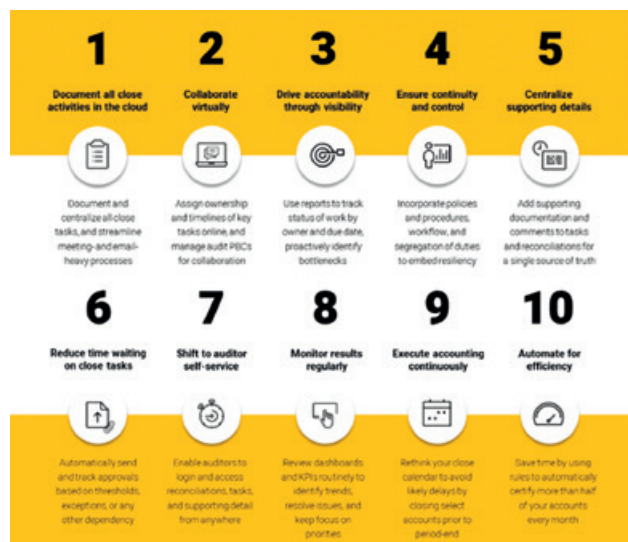 1
Document all close
activities in the cloud
Document and
centralize all close
tasks, and streamline
meeting- and email-
heavy processes
2
Collaborate
virtually
Assign ownership
and timelines of key
tasks online, and
manage audit PBCs
for collaboration
3
Drive accountability
through visibility
Use reports to track
status of work by
owner and due date,
proactively identify
bottlenecks
4
Ensure continuity
and control
Incorporate policies
and procedures,
workflow, and
segregation of duties
to embed resiliency
5
Centralize
supporting details
Add supporting
documentation and
comments to tasks
and reconciliations for
a single source of truth
6
Reduce time waiting
on close tasks
Automatically send
and track approvals
based on thresholds,
exceptions, or any
other dependency
7
Shift to auditor
self-service
Enable auditors to
login and access
reconciliations, tasks,
and supporting detail
from anywhere
8
Monitor results
regularly
Review dashboards
and KPIs routinely to
identify trends,
resolve issues, and
keep focus on
priorities
9
Execute accounting
continuously
Rethink your close
calendar to avoid
likely delays by
closing select
accounts prior to
period-end
10
Automate for
efficiency
Save time by using
rules to automatically
certify more than half
of your accounts
every month